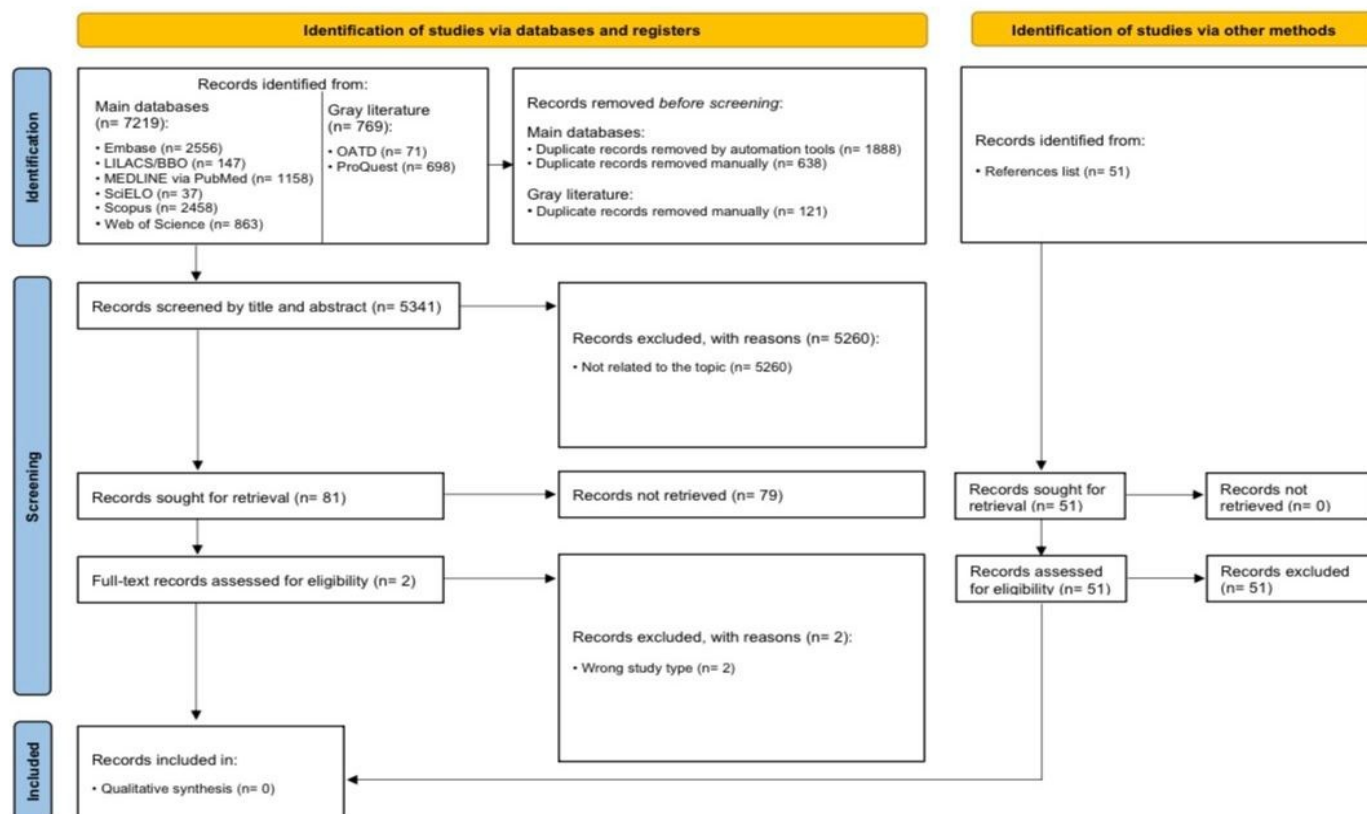 Identification of studies via databases and registers
Identification of studies via other methods
Identification
Records identified from:
Main databases
(n= 7219):
• Embase (n= 2556)
• LILACS/BBO (n= 147)
• MEDLINE via PubMed (n= 1158)
• SciELO (n= 37)
• Scopus (n= 2458)
• Web of Science (n= 863)
Gray literature
(n= 769):
• OATD (n= 71)
• ProQuest (n= 698)
Records removed before screening:
Main databases:
• Duplicate records removed by automation tools (n= 1888)
• Duplicate records removed manually (n= 638)
Gray literature:
• Duplicate records removed manually (n= 121)
Records identified from:
• References list (n= 51)
Screening
Records screened by title and abstract (n= 5341)
Records excluded, with reasons (n= 5260):
• Not related to the topic (n= 5260)
Records sought for retrieval (n= 81)
Records not retrieved (n= 79)
Records sought for
retrieval (n= 51)
Records not
retrieved (n= 0)
Full-text records assessed for eligibility (n= 2)
Records excluded, with reasons (n= 2):
• Wrong study type (n= 2)
Records assessed
for eligibility (n= 51)
Records excluded
(n= 51)
Included
Records included in:
• Qualitative synthesis (n= 0)